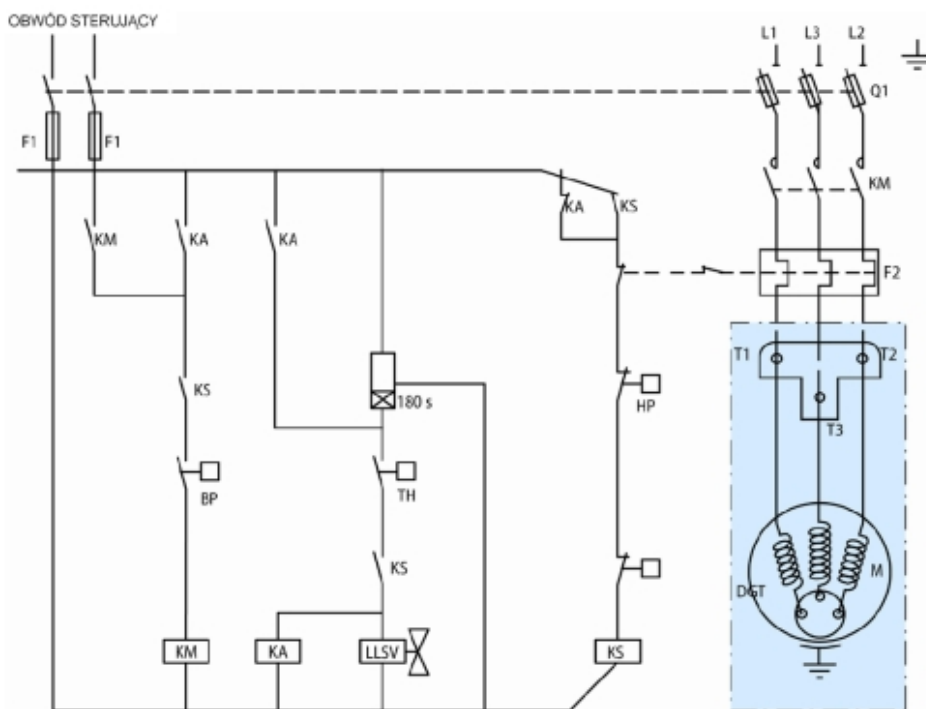 OBWÓD STERUJĄCY
L1 L3 L2
Q1
F1 F1
KM
KM KA KA KA KS
F2
T1 T2
180 s
HP
T3
KS
BP TH
KS
DGT M
KM KA LLSV KS